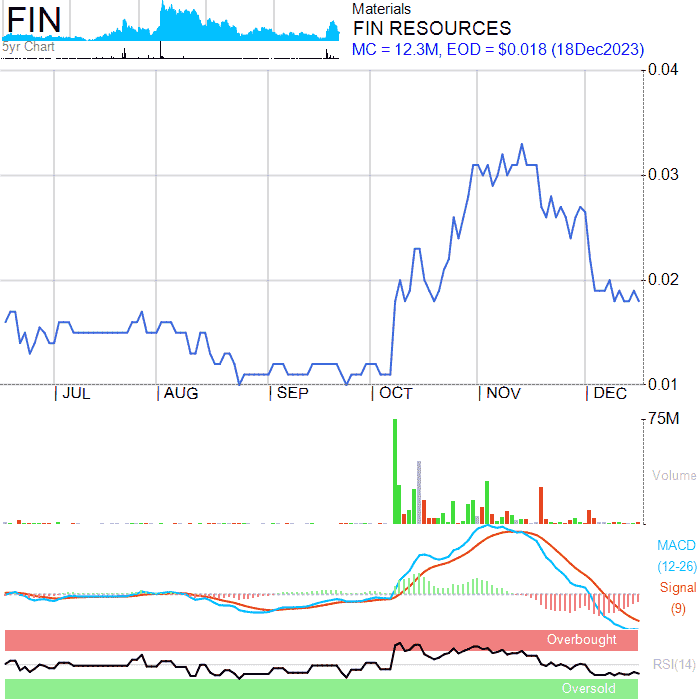 FIN
5yr Chart
Materials
FIN RESOURCES
MC = 12.3M, EOD = $0.018 (18Dec2023)
0.04
0.03
0.02
0.01
JUL AUG SEP OCT NOV DEC
75M
Volume
MACD
(12-26)
Signal
(9)
Overbought
RSI(14)
Oversold